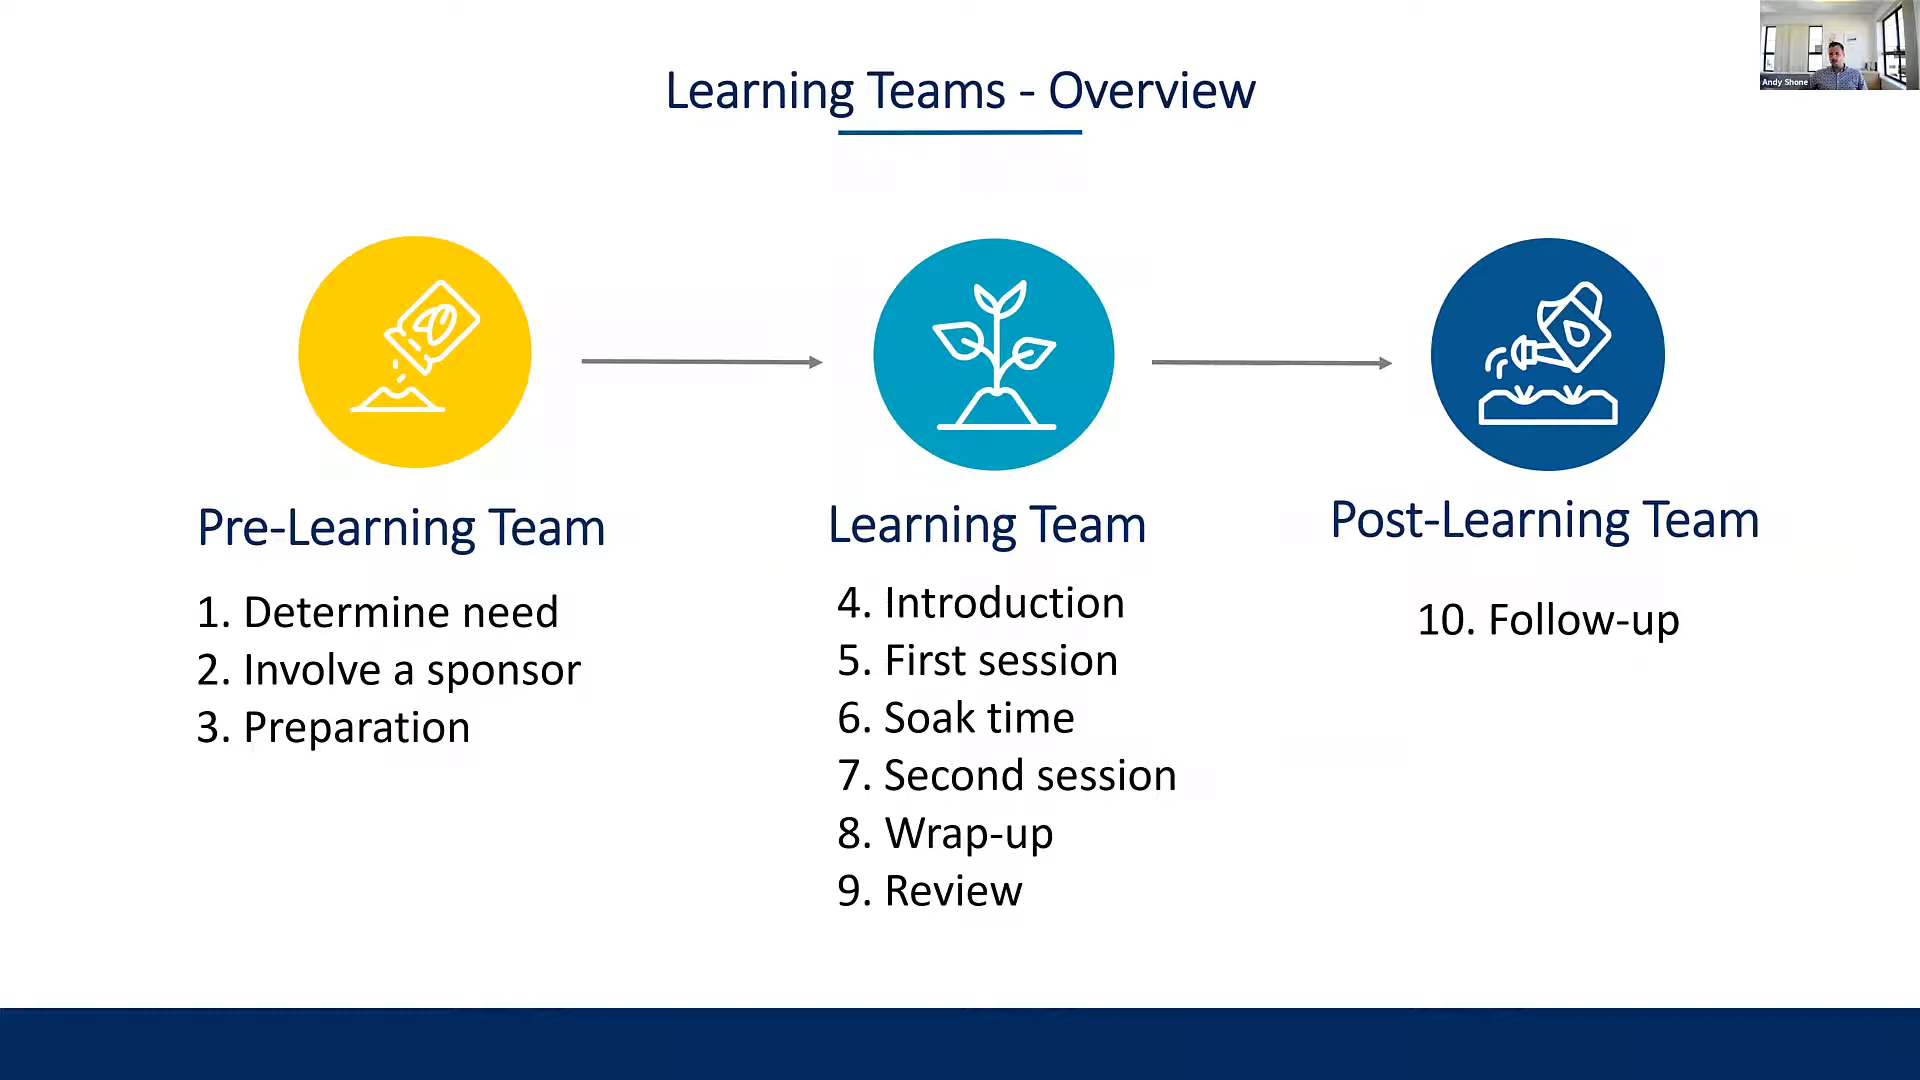 Learning Teams - Overview
Andy Shone
Pre-Learning Team
1. Determine need
2. Involve a sponsor
3. Preparation
Learning Team
4. Introduction
5. First session
6. Soak time
7. Second session
8. Wrap-up
9. Review
Post-Learning Team
10. Follow-up